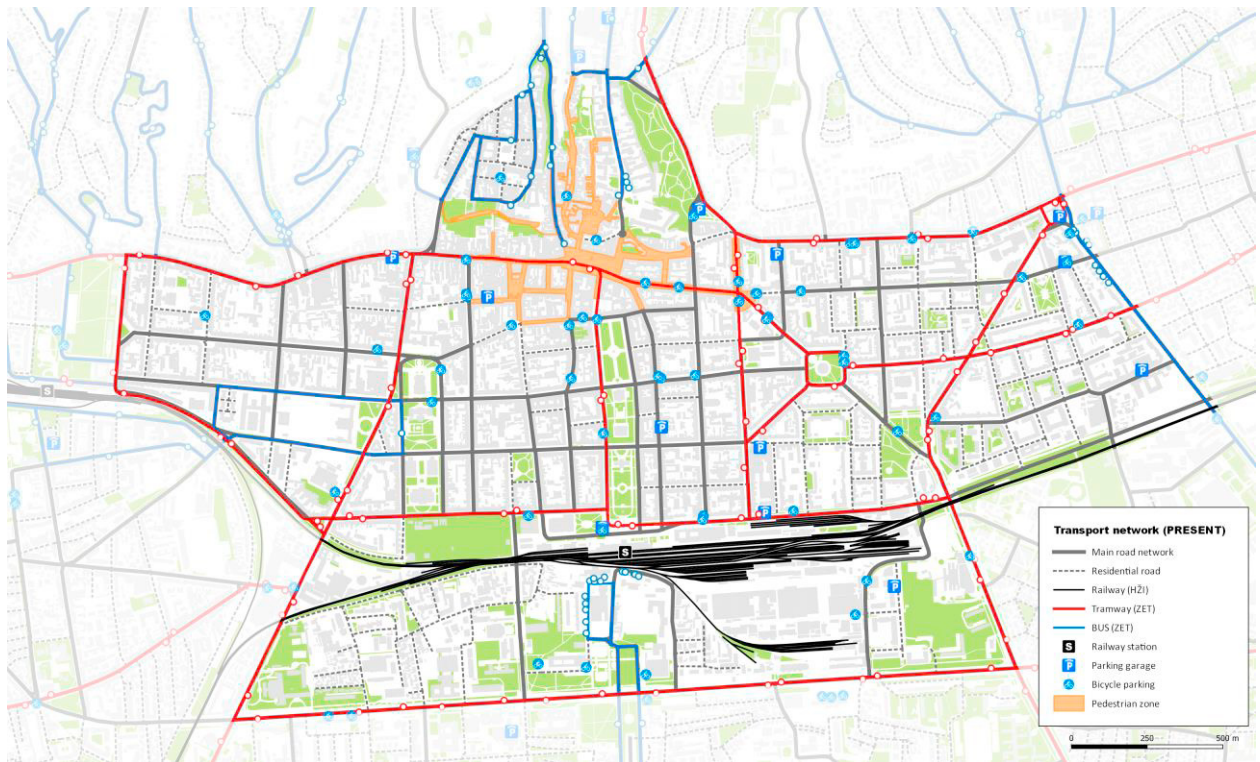 S
P
P
P
P
P
P
P
P
P
P
P
P
S
P
P
P
P
P
P
S
P
P
Transport network (PRESENT)
Main road network
Residential road
Railway (HŽI)
Tramway (ZET)
BUS (ZET)
S Railway station
P Parking garage
Bicycle parking
Pedestrian zone
0 250 500 m